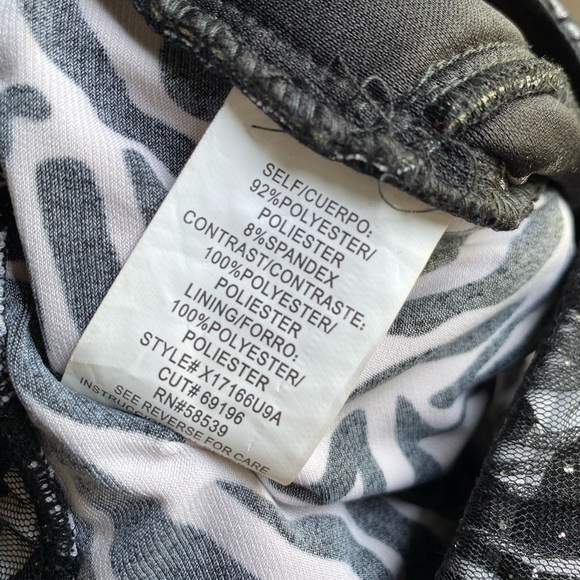 SELF/CUERPO:
92%POLYESTER/
POLIESTER
8%SPANDEX
CONTRAST/CONTRASTE:
100%POLYESTER/
POLIESTER
LINING/FORRO:
100%POLYESTER/
POLIESTER
STYLE# X17166U9A
CUT# 69196
RN#58539
SEE REVERSE FOR CARE